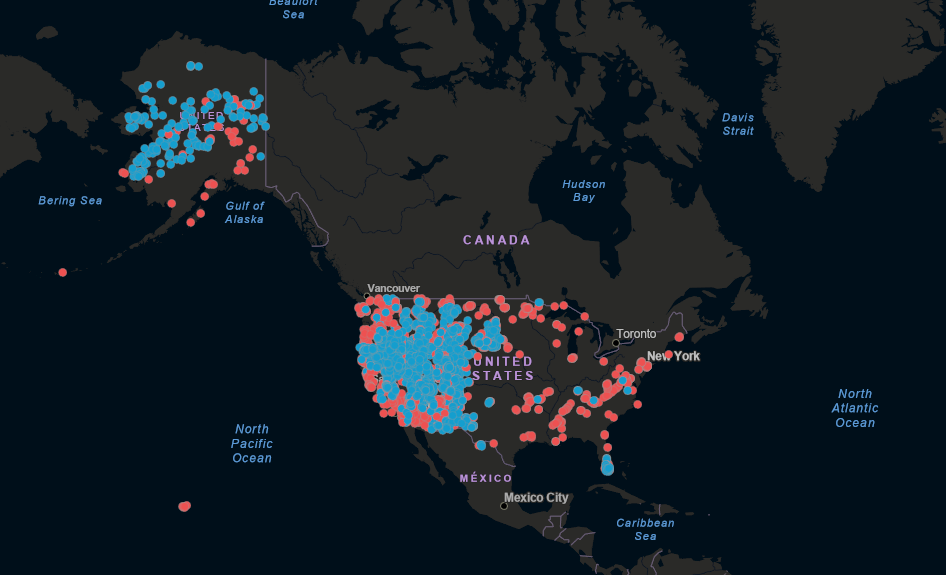 Beaufort
Sea
Davis
Strait
UNITED
STATES
Bering Sea
Gulf of
Alaska
Hudson
Bay
CANADA
Vancouver
Toronto
New York
UNITED
STATES
North
Pacific
Ocean
North
Atlantic
Ocean
MÉXICO
Mexico City
Caribbean
Sea